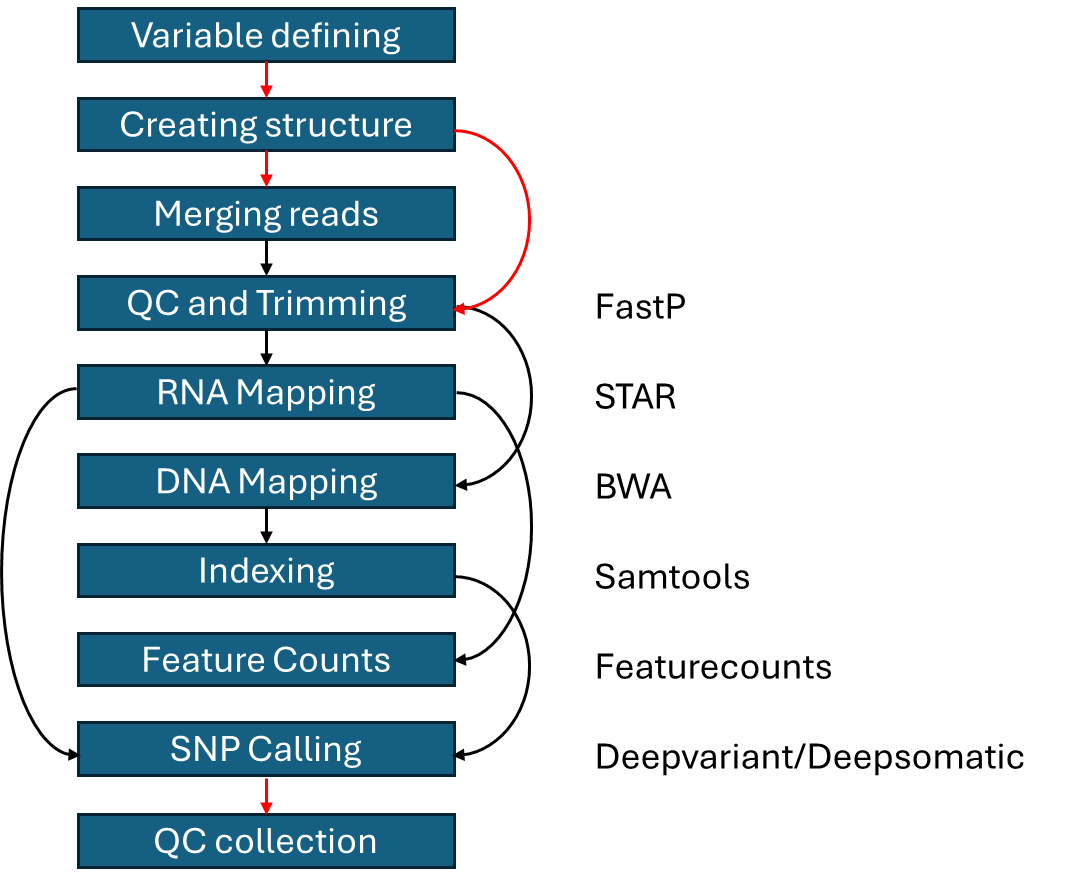 Variable defining
Creating structure
Merging reads
QC and Trimming
FastP
RNA Mapping
STAR
DNA Mapping
BWA
Indexing
Samtools
Feature Counts
Featurecounts
SNP Calling
Deepvariant/Deepsomatic
QC collection